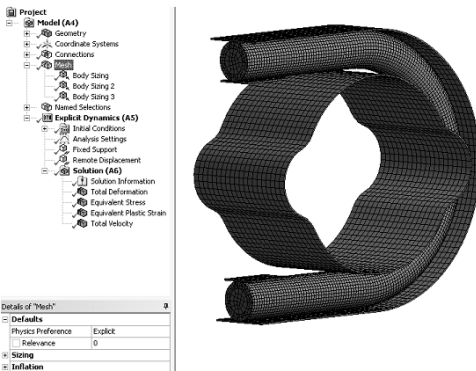 Project
Model (A4)
Geometry
Coordinate Systems
Connections
Mesh
Body Sizing
Body Sizing 2
Body Sizing 3
Named Selections
Explicit Dynamics (A5)
Initial Conditions
Analysis Settings
Fixed Support
Remote Displacement
Solution (A6)
Solution Information
Total Deformation
Equivalent Stress
Equivalent Plastic Strain
Total Velocity
Details of "Mesh"
Defaults
Physics Preference Explicit
Relevance 0
Sizing
Inflation